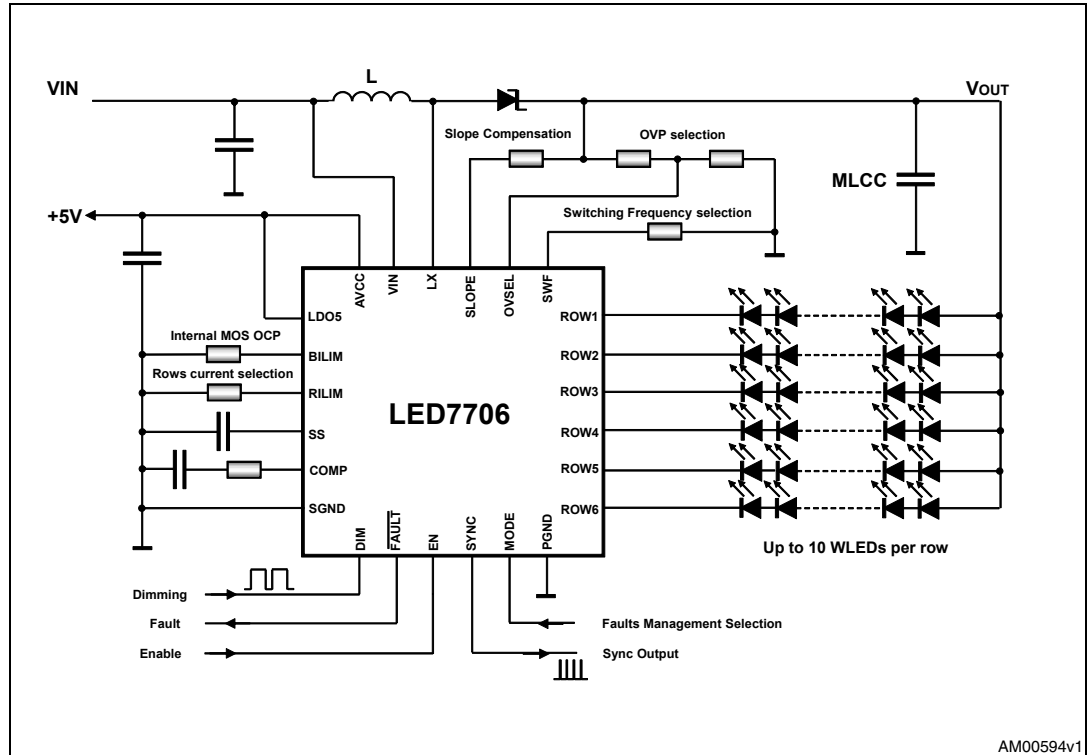 L
VIN
VOUT
Slope Compensation
OVP selection
MLCC
+5V
Switching Frequency selection
AVCC
VIN
LX
SLOPE
OVSEL
SWF
LDO5
ROW1
Internal MOS OCP
BILIM
ROW2
Rows current selection
RILIM
ROW3
LED7706
SS
ROW4
COMP
ROW5
SGND
ROW6
DIM
FAULT
EN
SYNC
MODE
PGND
Up to 10 WLEDs per row
Dimming
Fault
Faults Management Selection
Enable
Sync Output
AM00594v1